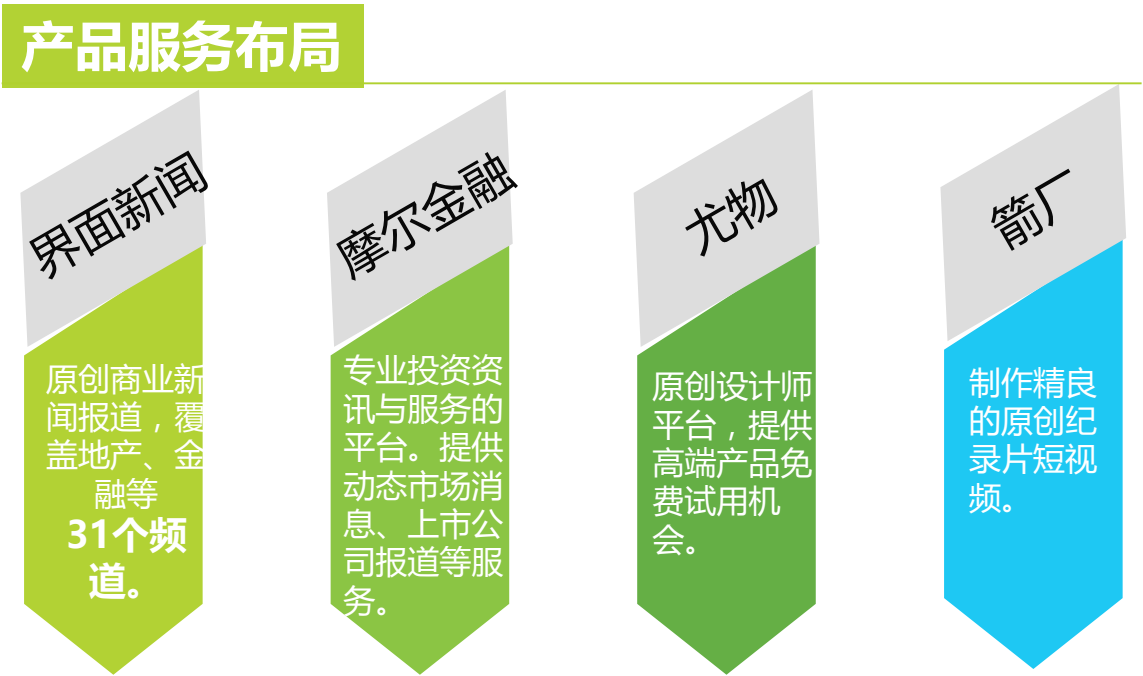 产品服务布局
界面新闻
原创商业新
闻报道，覆
盖地产、金
融等
31个频
道。
摩尔金融
专业投资资
讯与服务的
平台。提供
动态市场消
息、上市公
司报道等服
务。
尤物
原创设计师
平台，提供
高端产品免
费试用机
会。
箭厂
制作精良
的原创纪
录片短视
频。